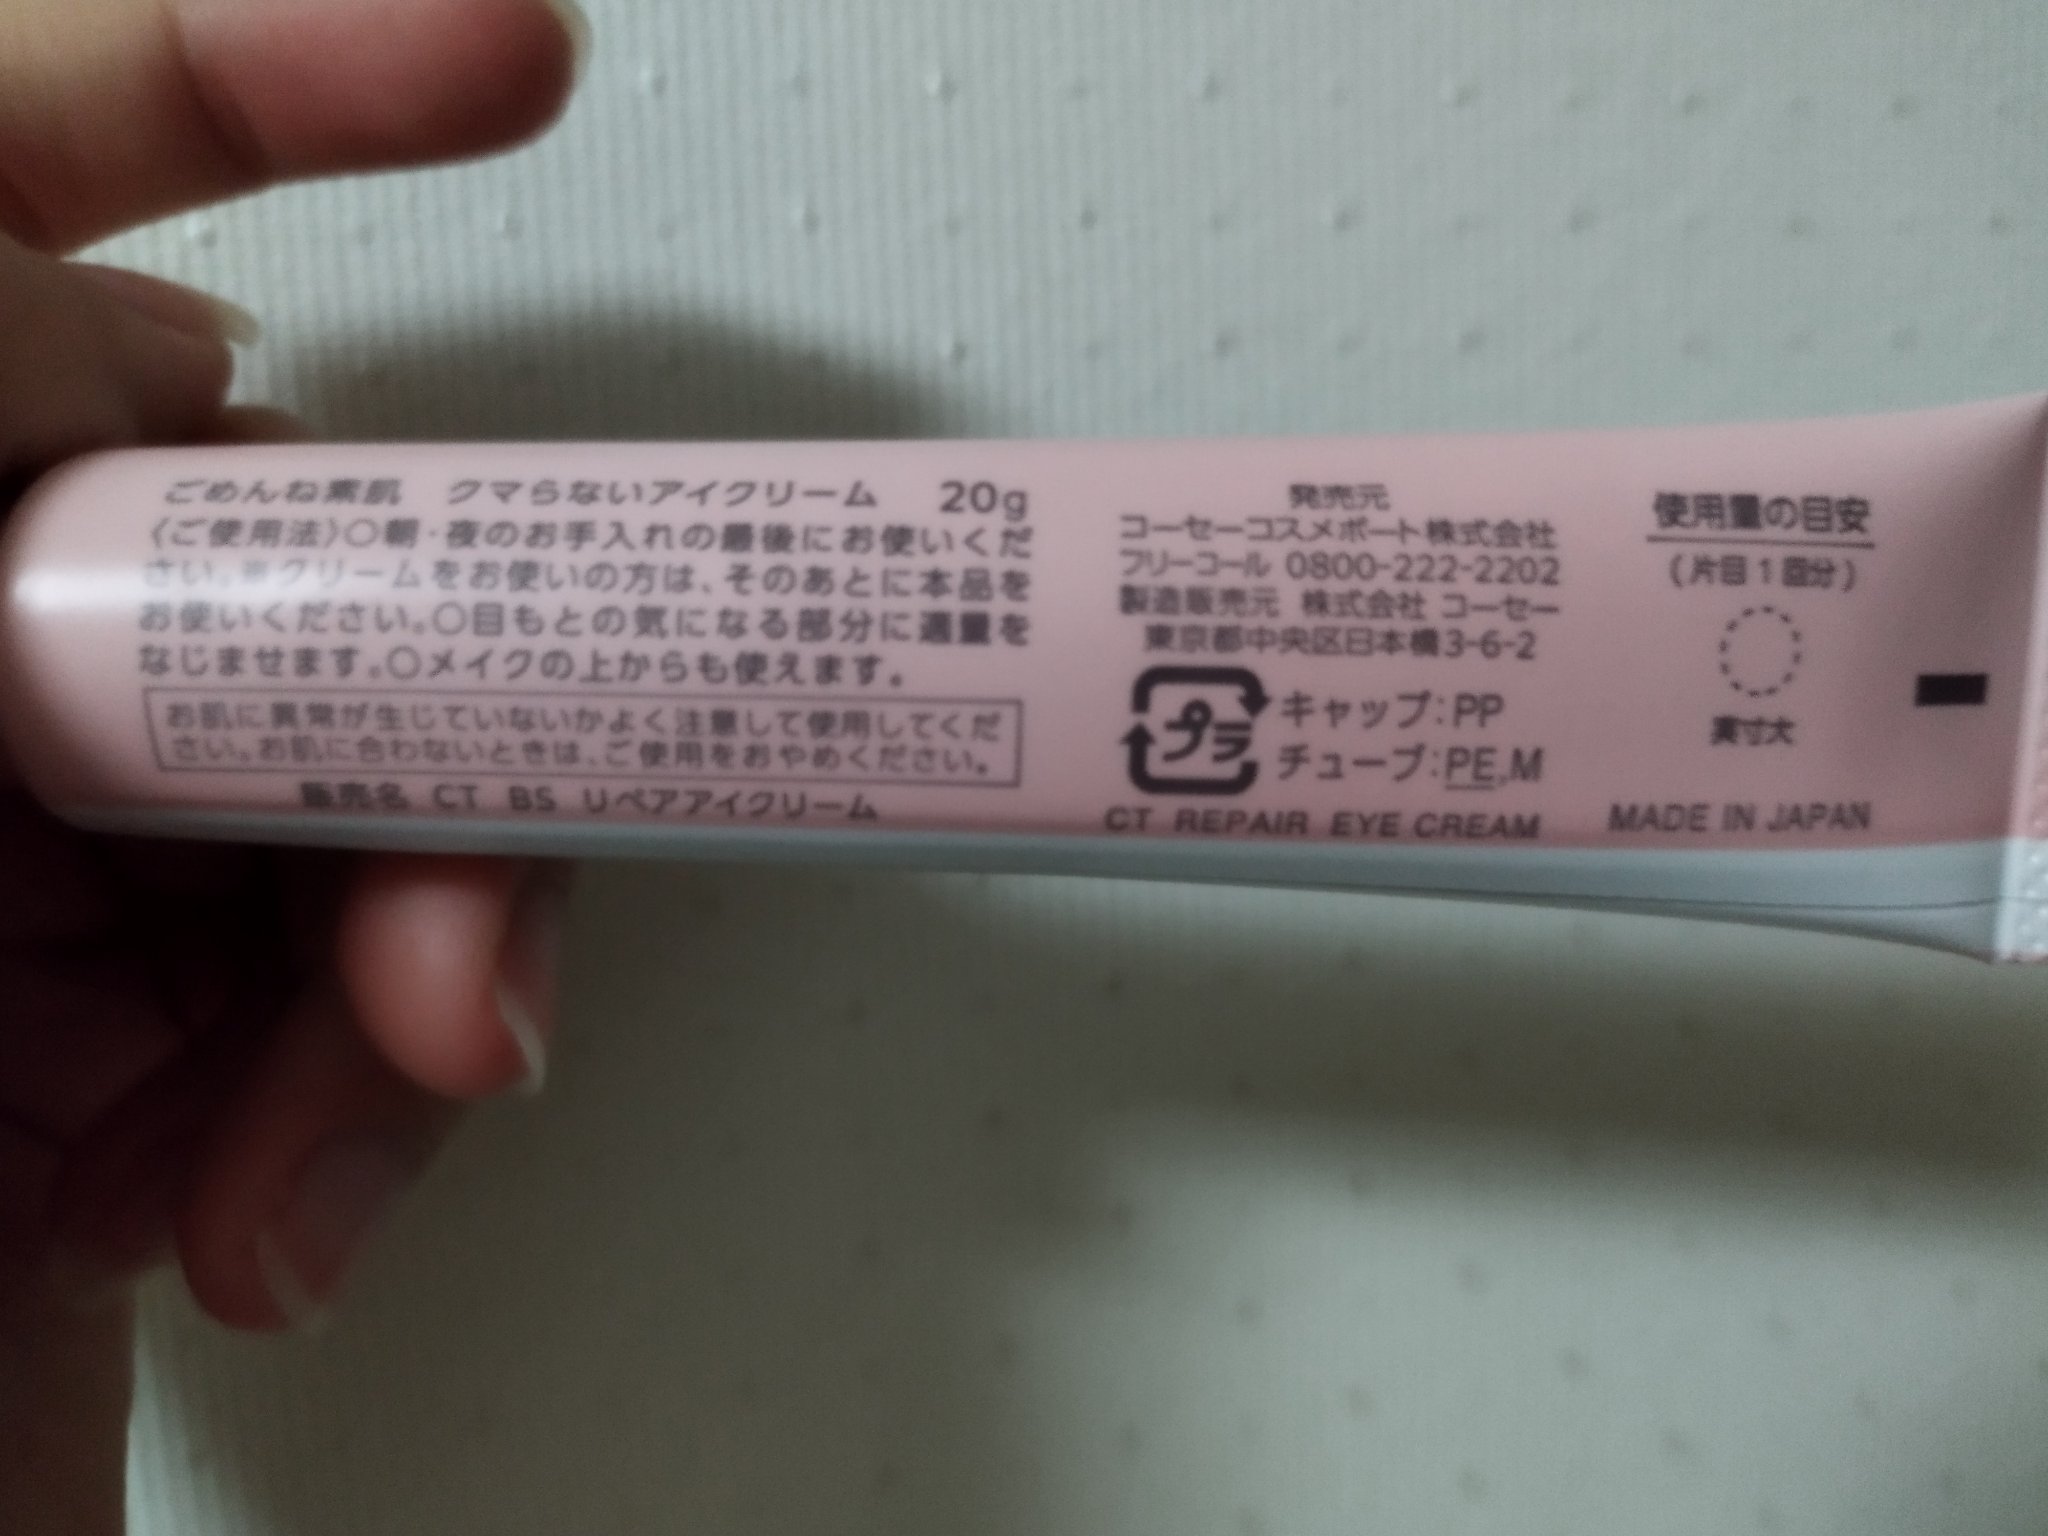 ごめんね素肌 クマらないアイクリーム 20g
〈ご使用法〉○朝・夜のお手入れの最後にお使いくだ
さい。※クリームをお使いの方は、そのあとに本品を
お使いください。○目もとの気になる部分に適量を
なじませます。○メイクの上からも使えます。
お肌に異常が生じていないかよく注意して使用してくだ
さい。お肌に合わないときは、ご使用をおやめください。
販売名 CT BS リペアアイクリーム
発売元
コーセーコスメポート株式会社
フリーコール 0800-222-2202
製造販売元 株式会社 コーセー
東京都中央区日本橋3-6-2
プラ
キャップ:PP
チューブ:PE,M
CT REPAIR EYE CREAM
使用量の目安
(片目1回分)
実寸大
MADE IN JAPAN